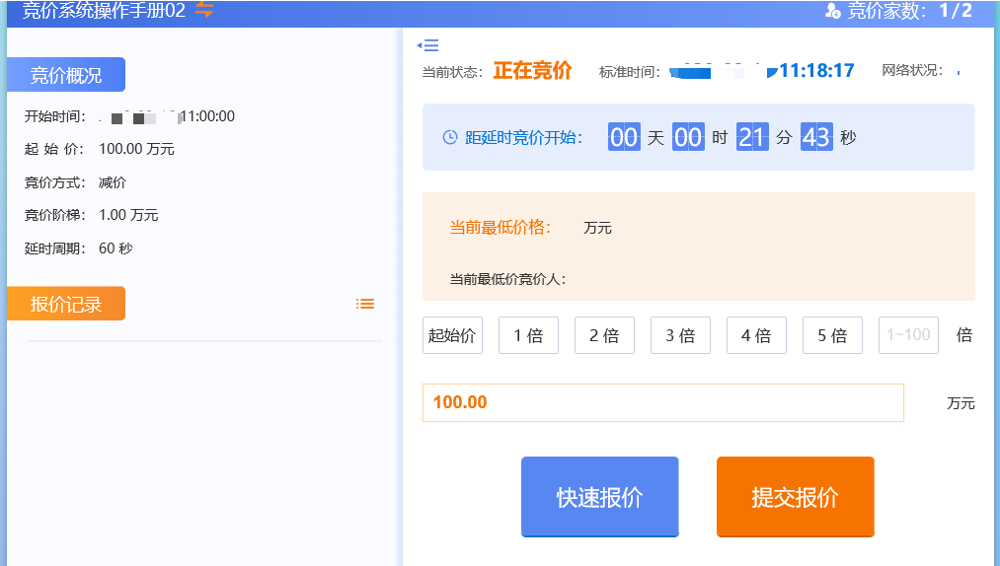 竞价系统操作手册02
竞价家数：1/2
竞价概况
开始时间：11:00:00
起始价：100.00 万元
竞价方式：减价
竞价阶梯：1.00 万元
延时周期：60 秒
报价记录
当前状态：正在竞价 标准时间：11:18:17 网络状况：
距延时竞价开始：00 天 00 时 21 分 43 秒
当前最低价格： 万元
当前最低价竞价人：
起始价 1 倍 2 倍 3 倍 4 倍 5 倍 1~100 倍
100.00 万元
快速报价 提交报价